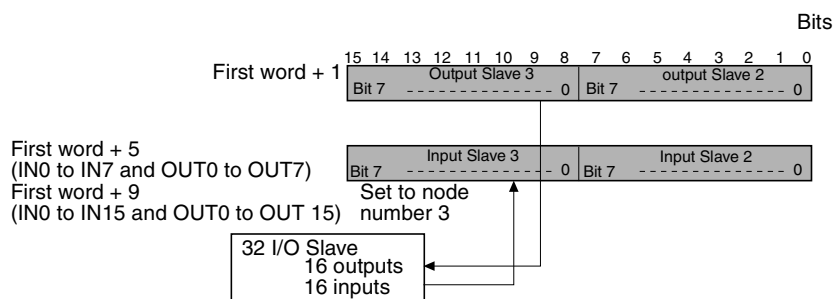 Bits
15 14 13 12 11 10 9 8 7 6 5 4 3 2 1 0
First word + 1
Output Slave 3
output Slave 2
Bit 7 - - - - - - - - - - - - - - 0
Bit 7 - - - - - - - - - - - - - - 0
First word + 5
(IN0 to IN7 and OUT0 to OUT7)
Input Slave 3
Input Slave 2
Bit 7 - - - - - - - - - - - - - - 0
Bit 7 - - - - - - - - - - - - - - 0
First word + 9
(IN0 to IN15 and OUT0 to OUT 15)
Set to node
number 3
32 I/O Slave
16 outputs
16 inputs